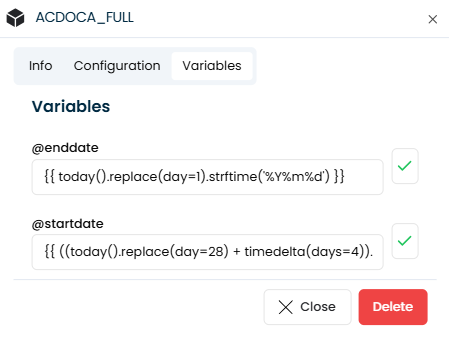 ACDOCA_FULL
Info Configuration Variables
Variables
@enddate
{{ today().replace(day=1).strftime('%Y%m%d') }}
@startdate
{{ ((today().replace(day=28) + timedelta(days=4)).
Close Delete